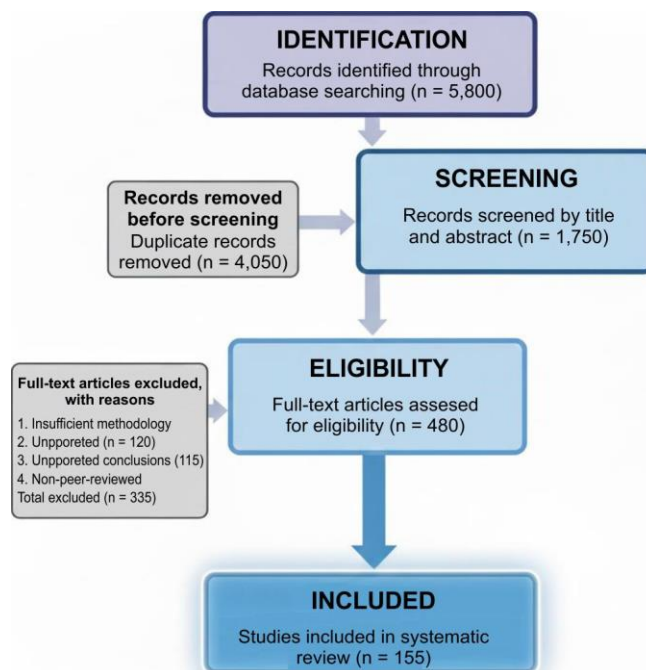 IDENTIFICATION
Records identified through
database searching (n = 5,800)
Records removed
before screening
Duplicate records
removed (n = 4,050)
SCREENING
Records screened by title
and abstract (n = 1,750)
Full-text articles excluded,
with reasons
1. Insufficient methodology
2. Unpporeted (n = 120)
3. Unpporeted conclusions (115)
4. Non-peer-reviewed
Total excluded (n = 335)
ELIGIBILITY
Full-text articles assesed
for eligibility (n = 480)
INCLUDED
Studies included in systematic
review (n = 155)